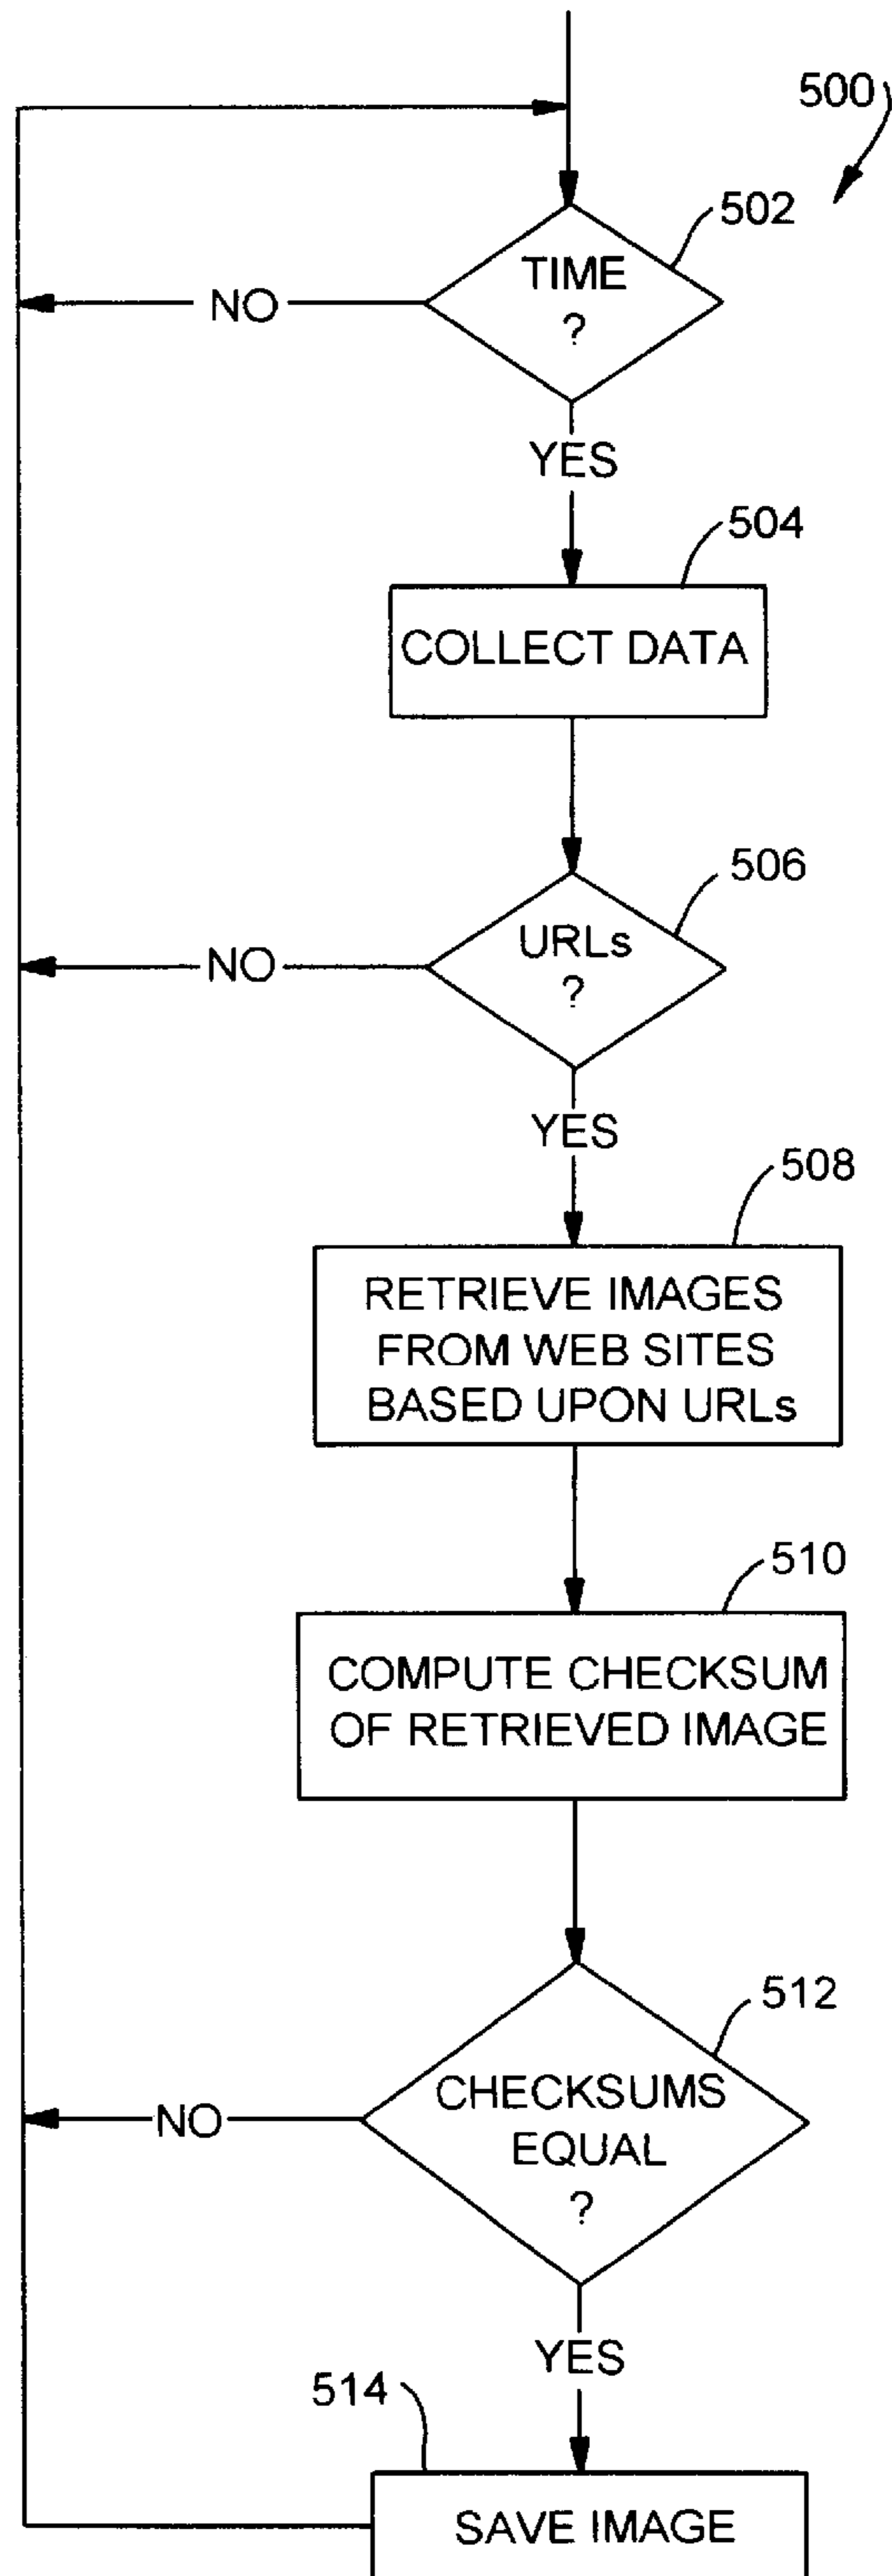 500
502
TIME
?
NO
YES
504
COLLECT DATA
506
URLs
?
NO
YES
508
RETRIEVE IMAGES
FROM WEB SITES
BASED UPON URLs
510
COMPUTE CHECKSUM
OF RETRIEVED IMAGE
512
CHECKSUMS
EQUAL
?
NO
YES
514
SAVE IMAGE